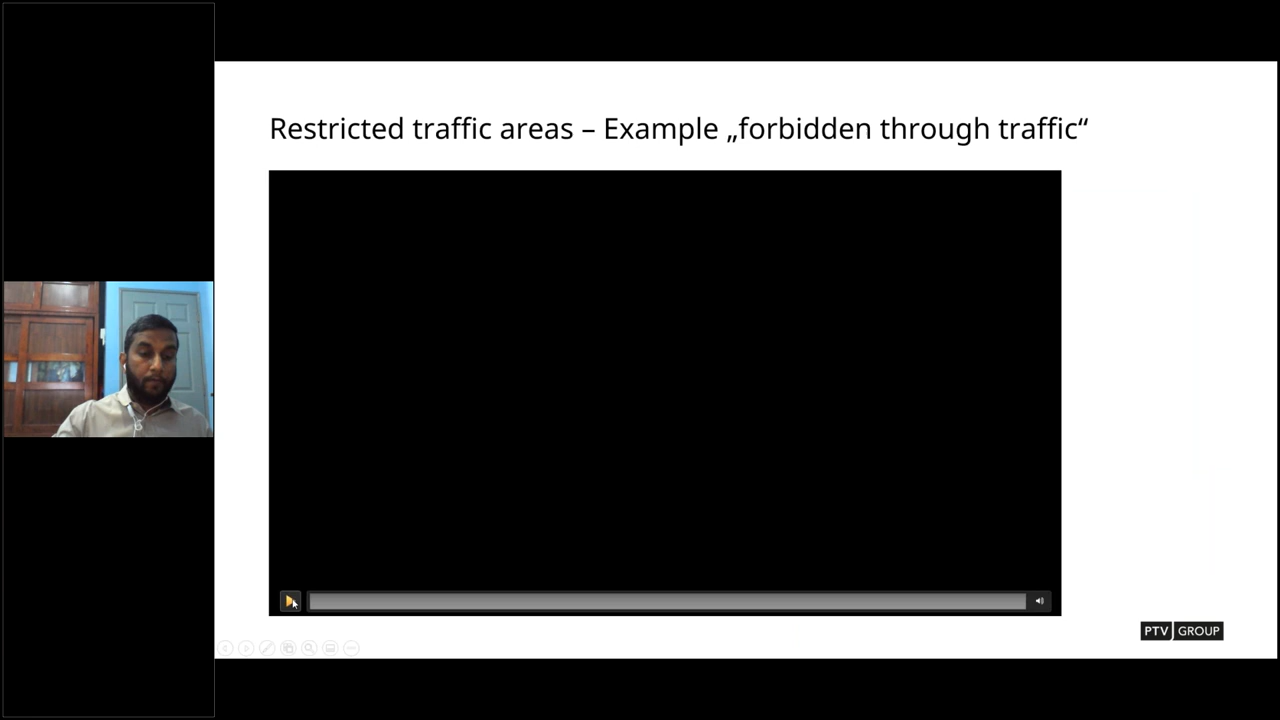 Restricted traffic areas – Example „forbidden through traffic“
PTV GROUP